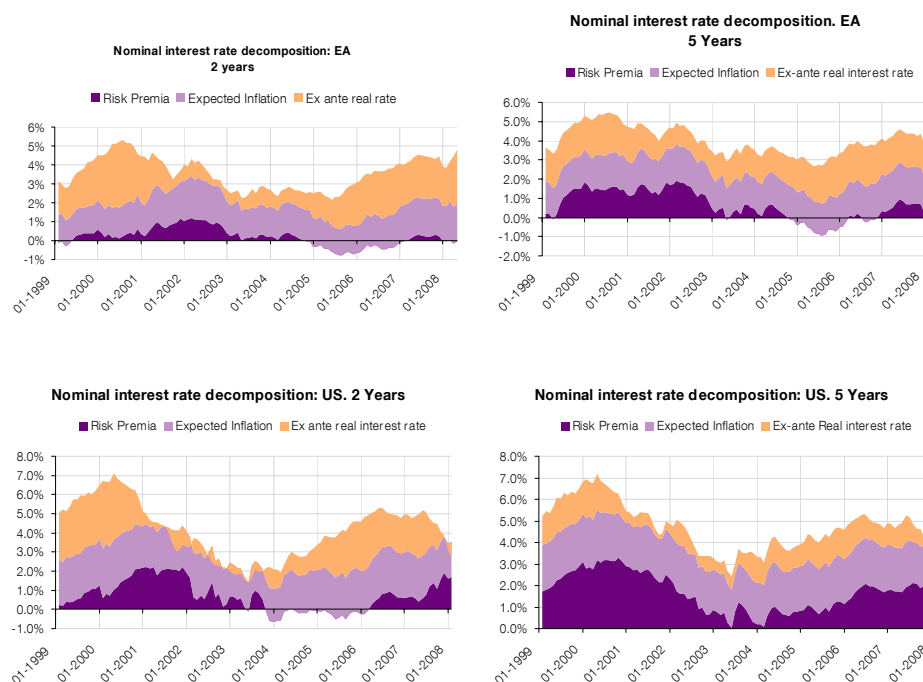 Nominal interest rate decomposition: EA
2 years
Risk Premia Expected Inflation Ex ante real rate
6%
5%
4%
3%
2%
1%
0%
-1%
01-1999 01-2000 01-2001 01-2002 01-2003 01-2004 01-2005 01-2006 01-2007 01-2008
Nominal interest rate decomposition. EA
5 Years
Risk Premia Expected Inflation Ex-ante real interest rate
6.0%
5.0%
4.0%
3.0%
2.0%
1.0%
0.0%
-1.0%
-2.0%
01-1999 01-2000 01-2001 01-2002 01-2003 01-2004 01-2005 01-2006 01-2007 01-2008
Nominal interest rate decomposition: US. 2 Years
Risk Premia Expected Inflation Ex ante real interest rate
8.0%
7.0%
6.0%
5.0%
4.0%
3.0%
2.0%
1.0%
0.0%
-1.0%
01-1999 01-2000 01-2001 01-2002 01-2003 01-2004 01-2005 01-2006 01-2007 01-2008
Nominal interest rate decomposition: US. 5 Years
Risk Premia Expected Inflation Ex-ante Real interest rate
8.0%
7.0%
6.0%
5.0%
4.0%
3.0%
2.0%
1.0%
0.0%
01-1999 01-2000 01-2001 01-2002 01-2003 01-2004 01-2005 01-2006 01-2007 01-2008